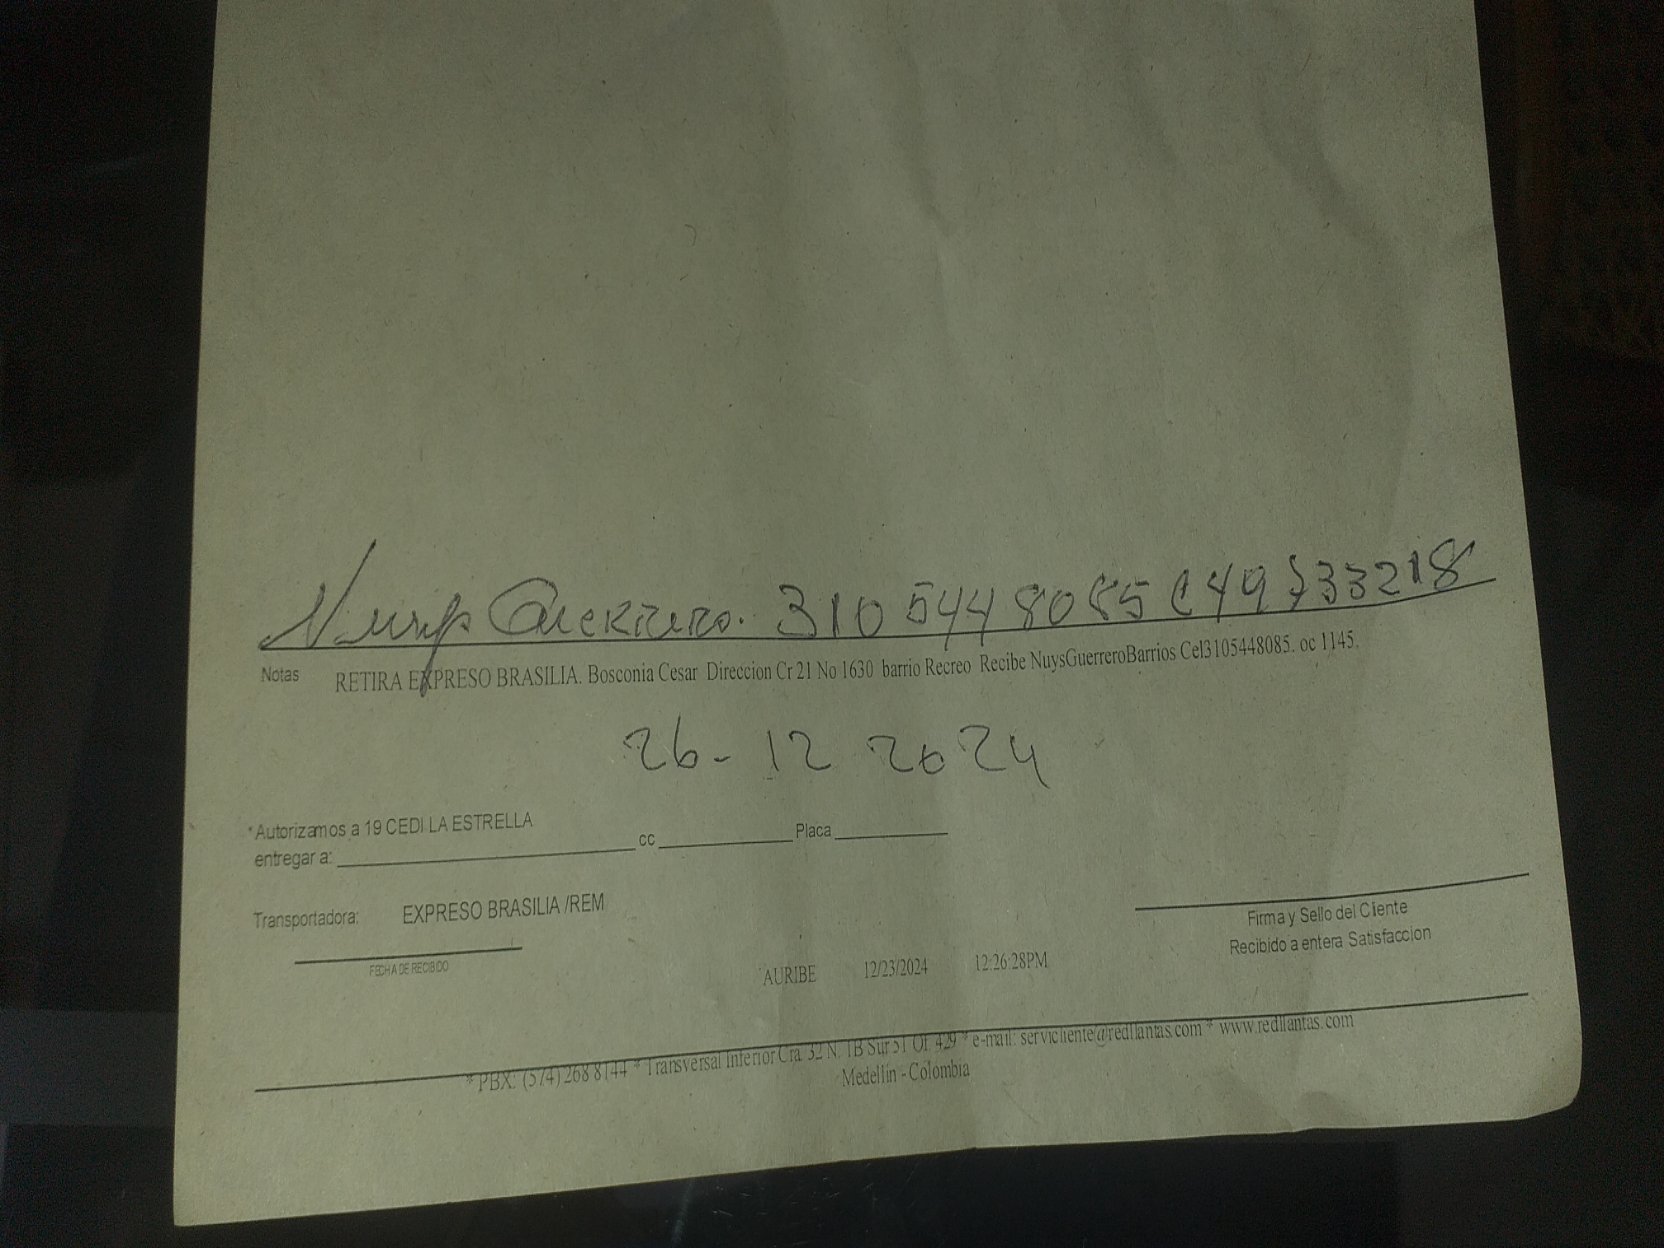 Nuys Guerrero. 3105448085 C 49733218
Notas RETIRA EXPRESO BRASILIA. Bosconia Cesar Direccion Cr 21 No 1630 barrio Recreo Recibe NuysGuerreroBarrios Cel3105448085. oc 1145.
26-12 2024
*Autorizamos a 19 CEDI LA ESTRELLA
entregar a: cc Placa
Transportadora: EXPRESO BRASILIA /REM
Firma y Sello del Cliente
Recibido a entera Satisfaccion
FECHA DE RECIBIDO
AURIBE 12/23/2024 12:26:28PM
* PBX: (574) 268 8144 * Transversal Inferior Cra. 32 N. 1B Sur 51 Of. 429 * e-mail: servicliente@redllantas.com * www.redllantas.com
Medellin - Colombia